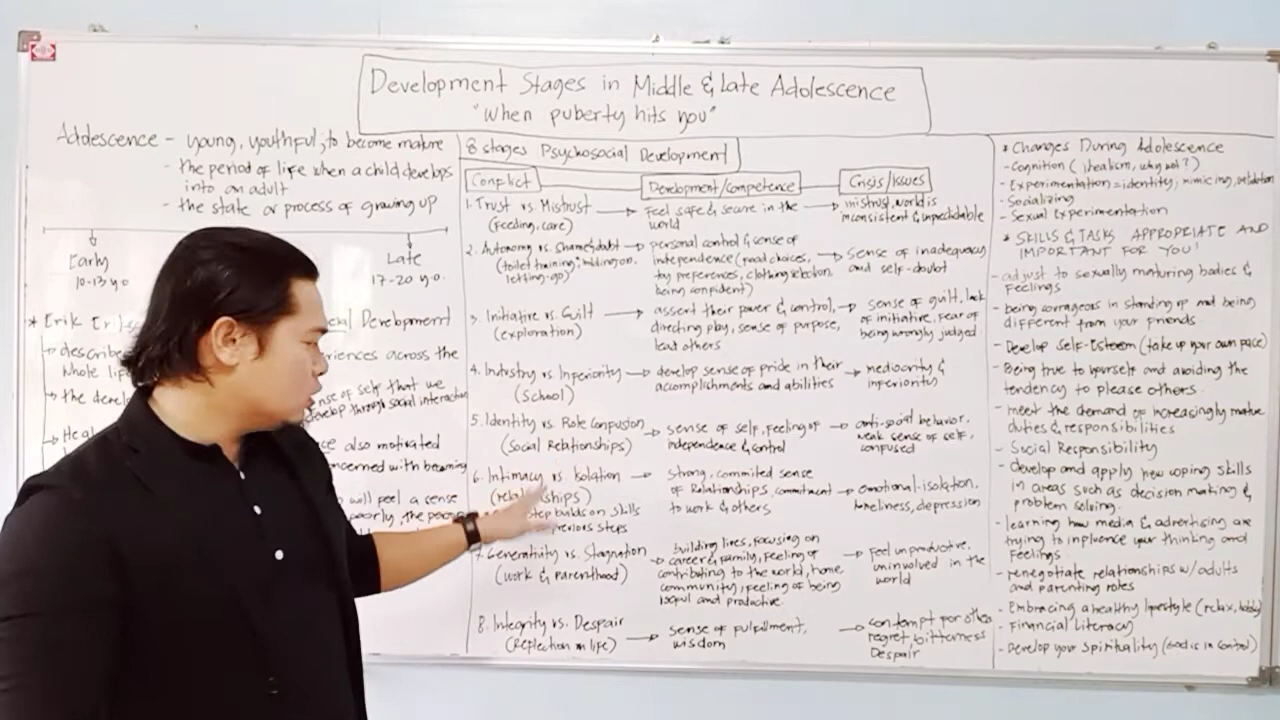 Development Stages in Middle & Late Adolescence
"When puberty hits you"
Adolescence - young, youthful, to become mature
- the period of life when a child develops
into an adult
- the state or process of growing up
Early
10-13 y.o
Late
17-20 y.o.
* Erik
Development
describe
experiences across the
whole
the
sense of self that we
develop through social interaction
also motivated
concerned with becoming
will feel a sense
poorly, the
8 stages Psychosocial Development
Conflict
Development/competence
Crisis/Issues
1. Trust vs. Mistrust
(feeding, care)
feel safe & secure in the
world
mistrust, world is
inconsistent & unpredictable
2. Autonomy vs. Shame & doubt
(toilet training, holding on,
letting-go)
personal control & sense of
independence (food choices,
toy preferences, clothing selection,
being confident)
sense of inadequacy
and self-doubt
3. Initiative vs. Guilt
(exploration)
assert their power & control,
directing play, sense of purpose,
lead others
sense of guilt, lack
of initiative, fear of
being wrongly judged
4. Industry vs Inferiority
(School)
develop sense of pride in their
accomplishments and abilities
mediocrity &
inferiority
5. Identity vs. Role Confusion
(Social Relationships)
sense of self, feeling of
independence & control
anti-social behavior,
weak sense of self,
confused
6. Intimacy vs. Isolation
(relationships)
step builds on skills
previous steps
strong, commited sense
of Relationships, commitment
to work & others
emotional-isolation,
loneliness, depression
7. Generativity vs. Stagnation
(work & parenthood)
building lives, focusing on
career & family, feeling of
contributing to the world, home
community, feeling of being
useful and productive
feel unproductive,
uninvolved in the
world
8. Integrity vs. Despair
(Reflection on life)
sense of fulfillment,
wisdom
contempt for others
regret, bitterness
Despair
* Changes During Adolescence
- Cognition (idealism, why not?)
- Experimentation = identity, mimicing, validation
- Socializing
- Sexual Experimentation
* SKILLS & TASKS APPROPRIATE AND
IMPORTANT FOR YOU!
- adjust to sexually maturing bodies &
feelings
- being courageous in standing up and being
different from your friends
- Develop self-Esteem (take up your own pace)
- Being true to yourself and avoiding the
tendency to please others.
- meet the demand of increasingly mature
duties & responsibilities
- Social Responsibility
- develop and apply new coping skills
in areas such as decision making &
problem solving.
- learning how media & advertising are
trying to influence your thinking and
feelings
- renegotiate relationships w/ adults
and parenting roles
- Embracing a healthy lifestyle (relax, hobby)
- Financial Literacy
- Develop your Spirituality (God is in control)